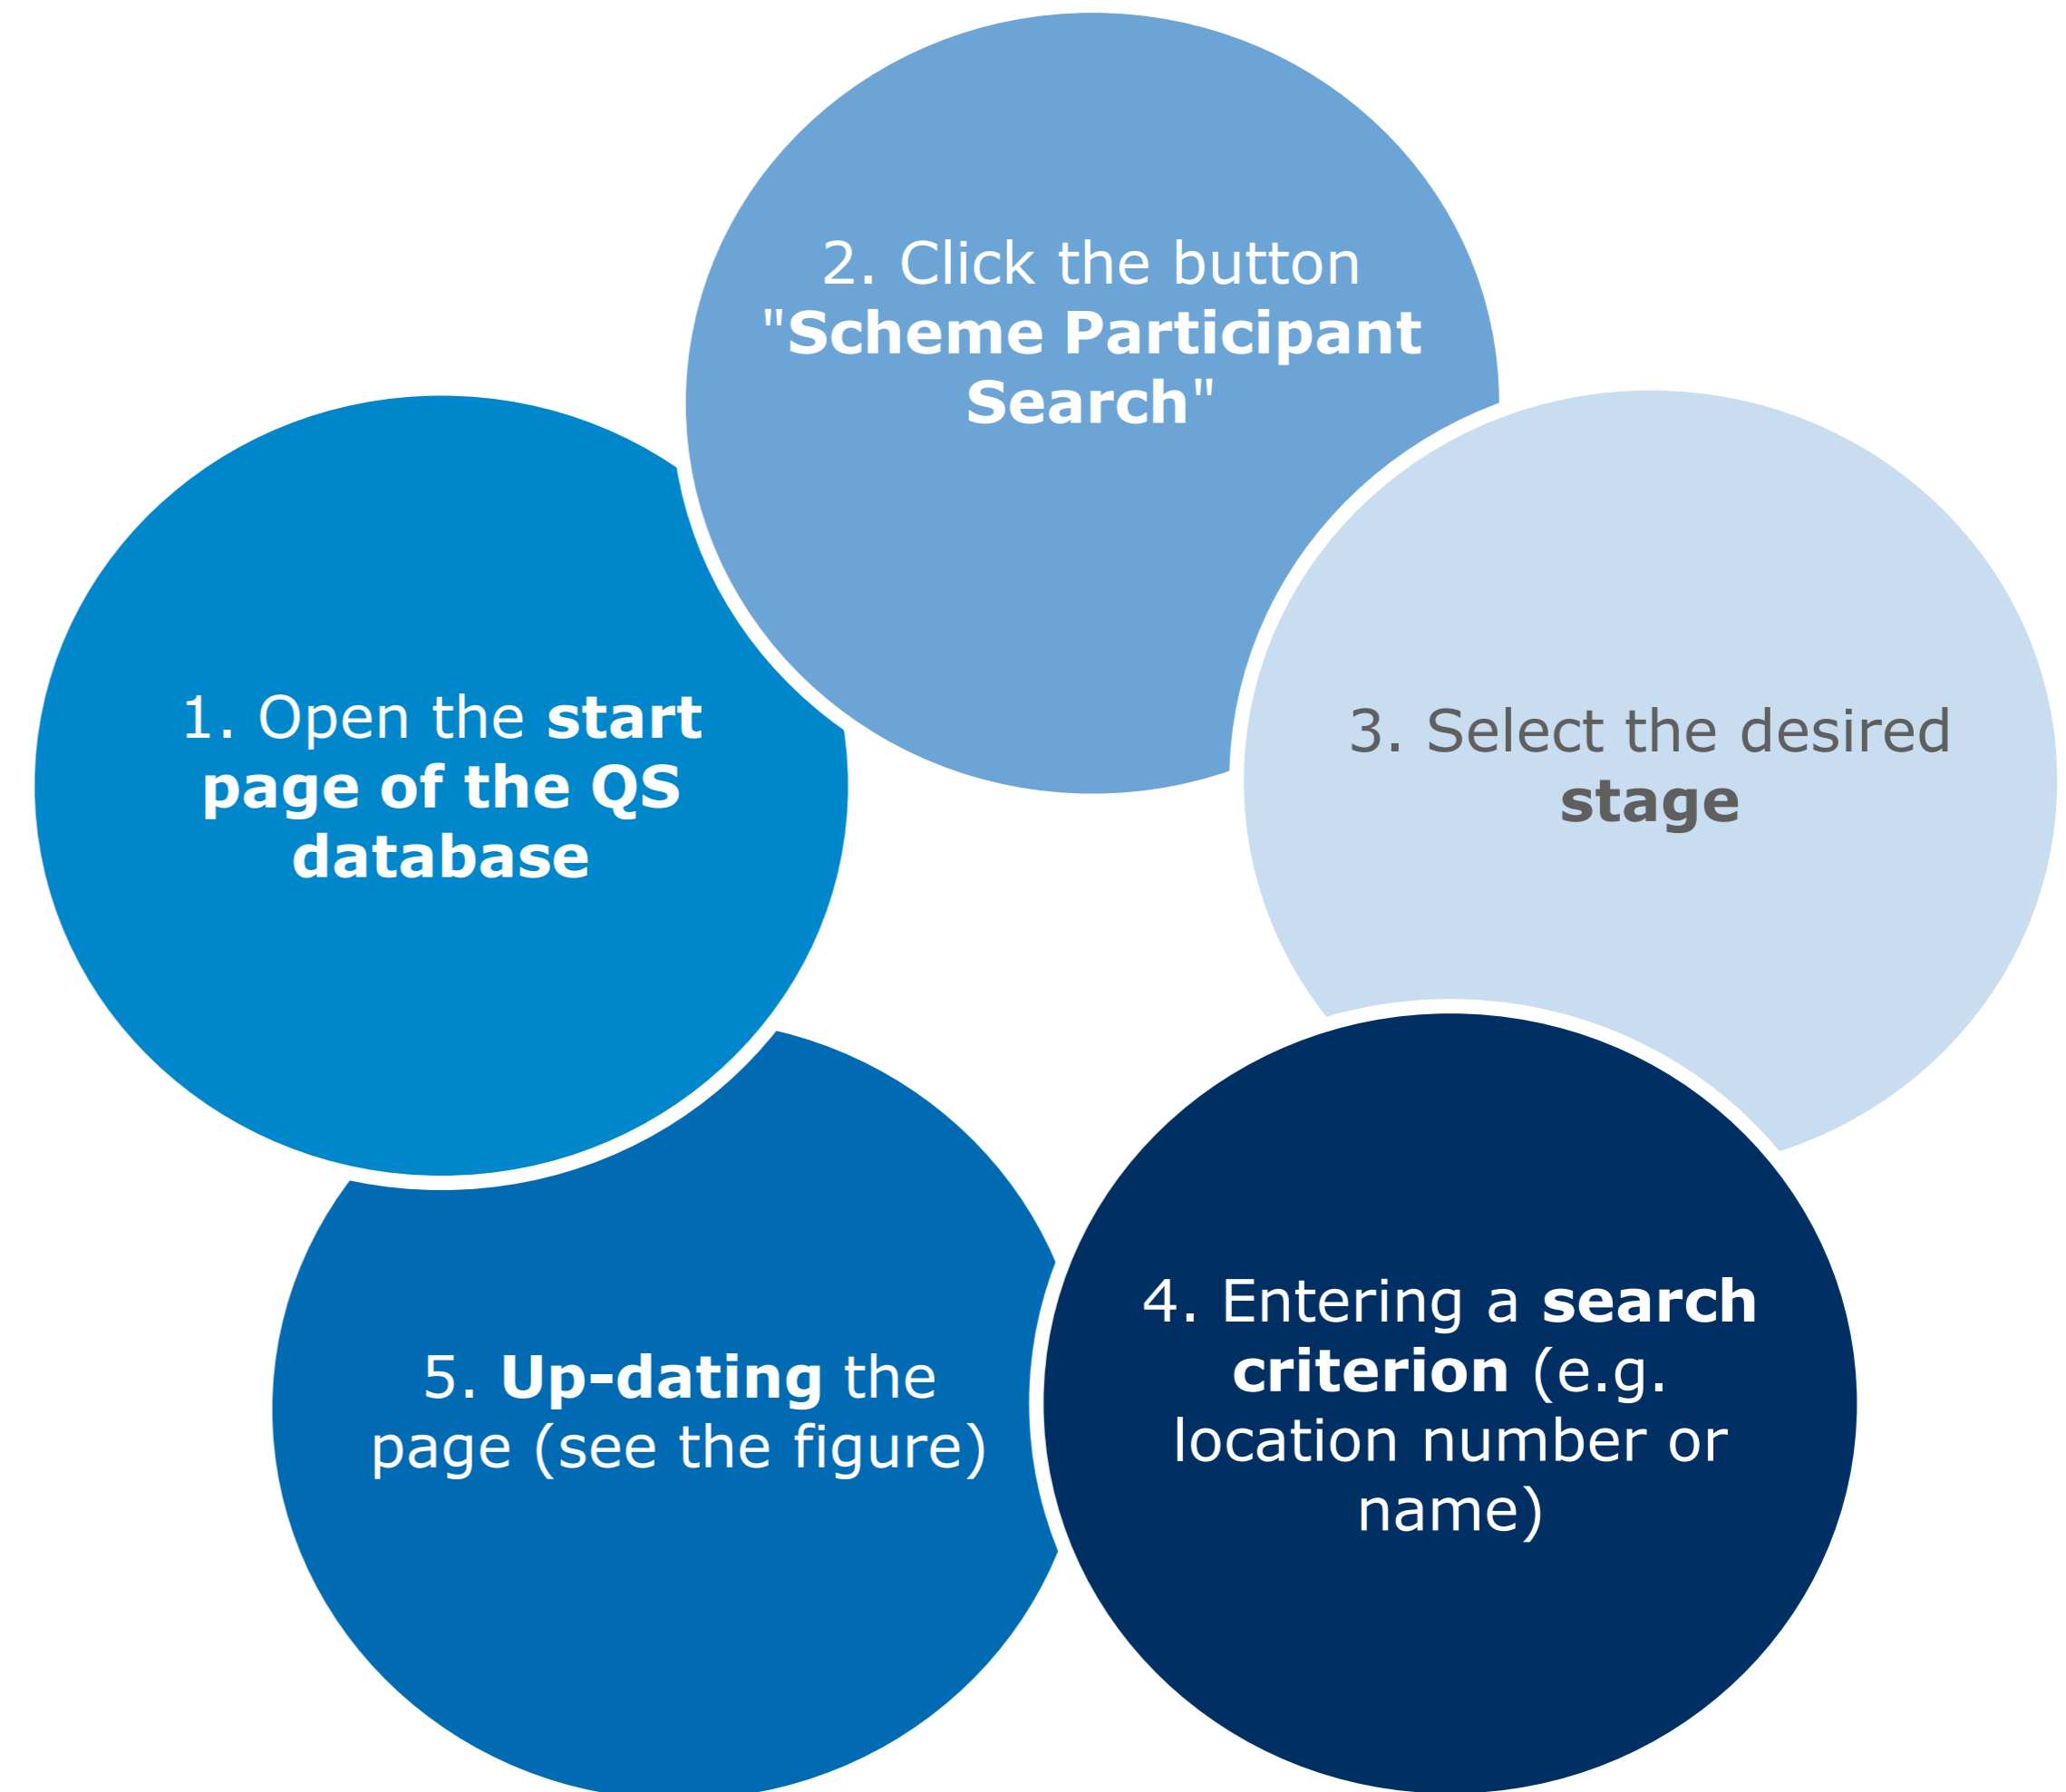 1. Open the start
page of the QS
database
2. Click the button
"Scheme Participant
Search"
3. Select the desired
stage
4. Entering a search
criterion (e.g.
location number or
name)
5. Up-dating the
page (see the figure)